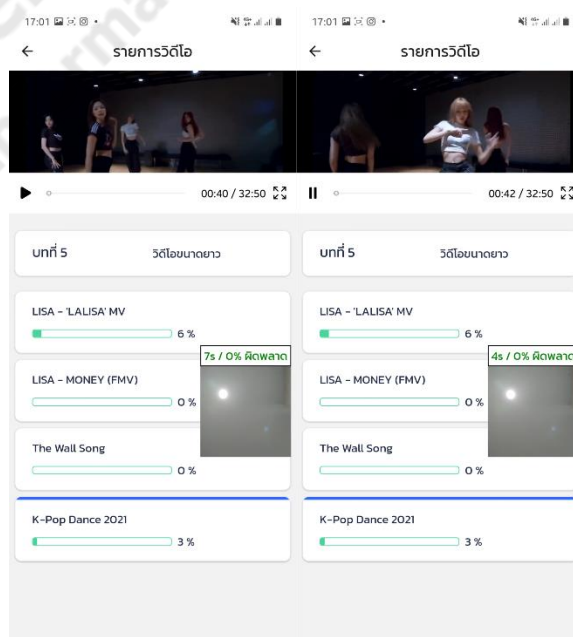 17:01
รายการวิดีโอ
00:40 / 32:50
บทที่ 5 วิดีโอขนาดยาว
LISA - 'LALISA' MV
6 %
7s / 0% ผิดพลาด
LISA - MONEY (FMV)
0 %
The Wall Song
0 %
K-Pop Dance 2021
3 %
17:01
รายการวิดีโอ
00:42 / 32:50
บทที่ 5 วิดีโอขนาดยาว
LISA - 'LALISA' MV
6 %
4s / 0% ผิดพลาด
LISA - MONEY (FMV)
0 %
The Wall Song
0 %
K-Pop Dance 2021
3 %